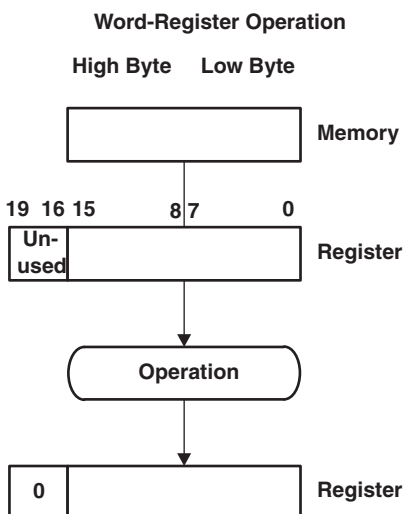 Word-Register Operation
High Byte Low Byte
Memory
19 16 15 8 7 0
Un-
used
Register
Operation
0
Register